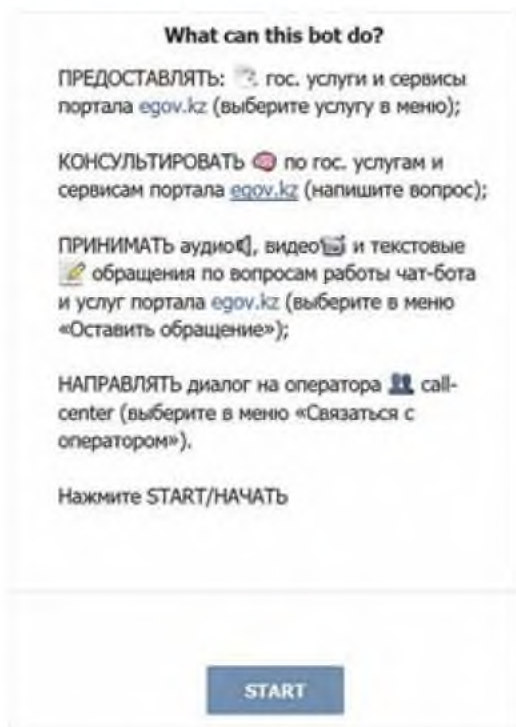 What can this bot do?
ПРЕДОСТАВЛЯТЬ: гос. услуги и сервисы
портала egov.kz (выберите услугу в меню);
КОНСУЛЬТИРОВАТЬ по гос. услугам и
сервисам портала egov.kz (напишите вопрос);
ПРИНИМАТЬ аудио, видео и текстовые
обращения по вопросам работы чат-бота
и услуг портала egov.kz (выберите в меню
«Оставить обращение»);
НАПРАВЛЯТЬ диалог на оператора call-
center (выберите в меню «Связаться с
оператором»).
Нажмите START/НАЧАТЬ
START